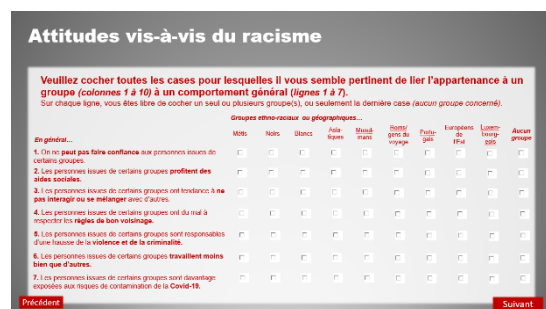 Attitudes vis-à-vis du racisme
Veuillez cocher toutes les cases pour lesquelles il vous semble pertinent de lier l'appartenance à un
groupe (colonnes 1 à 10) à un comportement général (lignes 1 à 7).
Sur chaque ligne, vous êtes libre de cocher un seul ou plusieurs groupe(s), ou seulement la dernière case (aucun groupe concerné).
Groupes ethno-raciaux ou géographiques...
En général... Métis Noirs Blancs Asia-tiques Musul-mans Roms/ gens du voyage Portu-gais Européens de l'Est Luxem-bourg-eois Aucun groupe
1. On ne peut pas faire confiance aux personnes issues de
certains groupes.
2. Les personnes issues de certains groupes profitent des
aides sociales.
3. Les personnes issues de certains groupes ont tendance à ne
pas interagir ou se mélanger avec d'autres.
4. Les personnes issues de certains groupes ont du mal à
respecter les règles de bon voisinage.
5. Les personnes issues de certains groupes sont responsables
d'une hausse de la violence et de la criminalité.
6. Les personnes issues de certains groupes travaillent moins
bien que d'autres.
7. Les personnes issues de certains groupes sont davantage
exposées aux risques de contamination de la Covid-19.
Précédent
Suivant